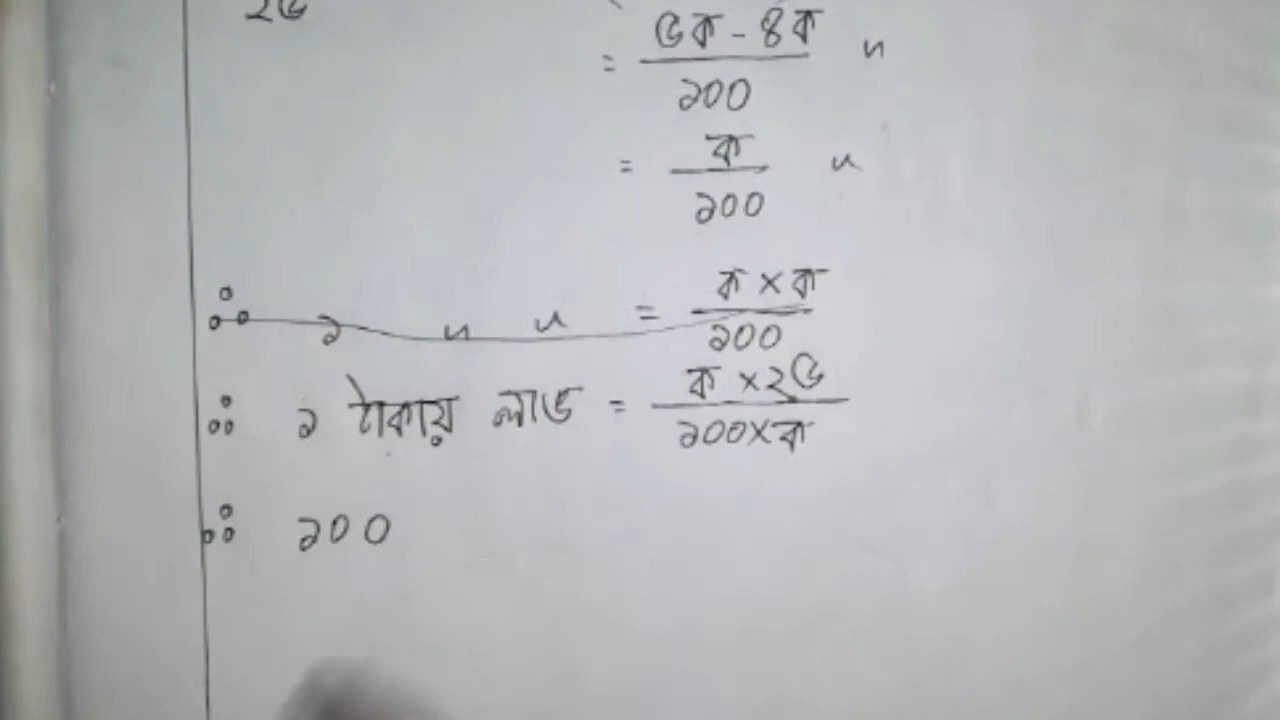 ২৫
= ৫ক - ৪ক / ১০০ "
= ক / ১০০ "
∴ ১ " " = ক × ক / ১০০
∴ ১ টাকায় লাভ = ক × ২৫ / ১০০ × ক
∴ ১০০